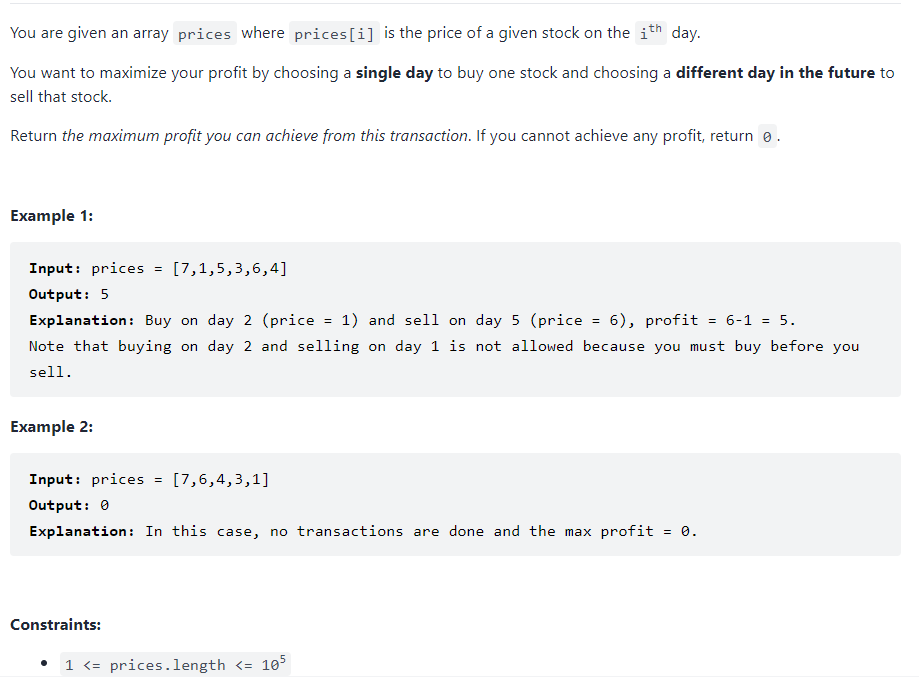 You are given an array prices where prices[i] is the price of a given stock on the ith day.
You want to maximize your profit by choosing a single day to buy one stock and choosing a different day in the future to
sell that stock.
Return the maximum profit you can achieve from this transaction. If you cannot achieve any profit, return 0.
Example 1:
Input: prices = [7,1,5,3,6,4]
Output: 5
Explanation: Buy on day 2 (price = 1) and sell on day 5 (price = 6), profit = 6-1 = 5.
Note that buying on day 2 and selling on day 1 is not allowed because you must buy before you
sell.
Example 2:
Input: prices = [7,6,4,3,1]
Output: 0
Explanation: In this case, no transactions are done and the max profit = 0.
Constraints:
• 1 <= prices.length <= 10⁵